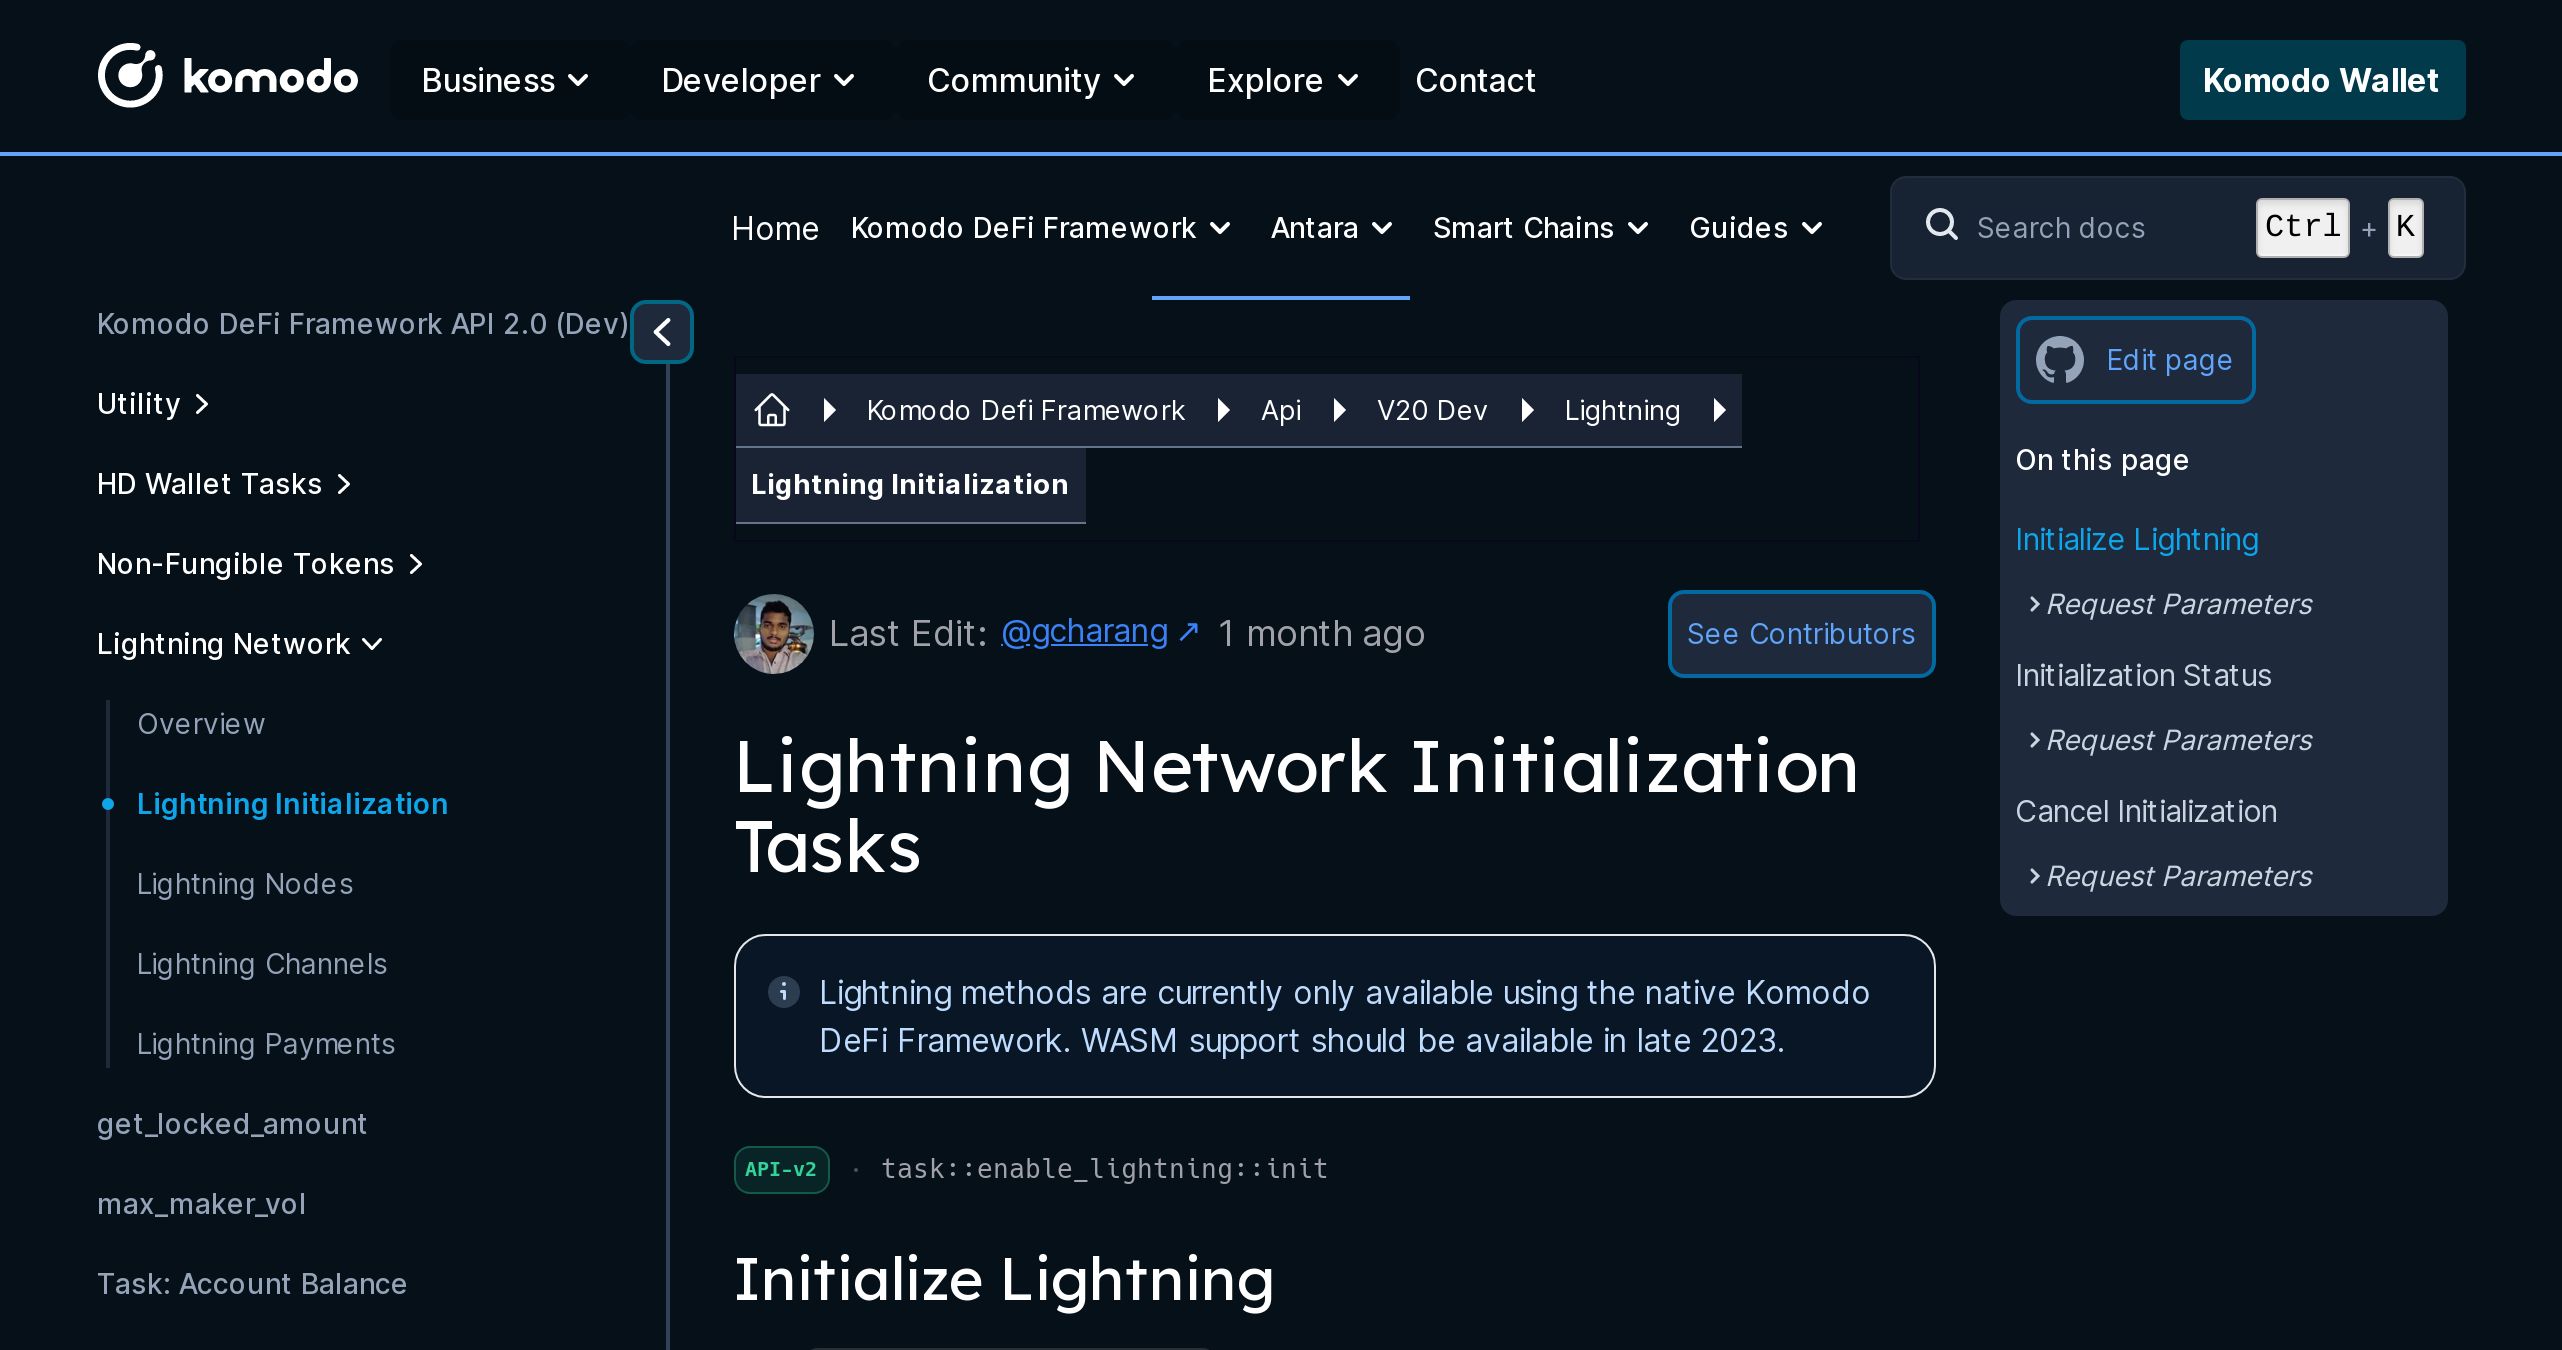 komodo Business Developer Community Explore Contact Komodo Wallet
Home Komodo DeFi Framework Antara Smart Chains Guides Search docs Ctrl + K
Komodo DeFi Framework API 2.0 (Dev)
Utility
HD Wallet Tasks
Non-Fungible Tokens
Lightning Network
Overview
Lightning Initialization
Lightning Nodes
Lightning Channels
Lightning Payments
get_locked_amount
max_maker_vol
Task: Account Balance
Komodo Defi Framework Api V20 Dev Lightning
Lightning Initialization
Last Edit: @gcharang ↗ 1 month ago See Contributors
Lightning Network Initialization
Tasks
Lightning methods are currently only available using the native Komodo
DeFi Framework. WASM support should be available in late 2023.
API-v2 · task::enable_lightning::init
Initialize Lightning
Edit page
On this page
Initialize Lightning
Request Parameters
Initialization Status
Request Parameters
Cancel Initialization
Request Parameters